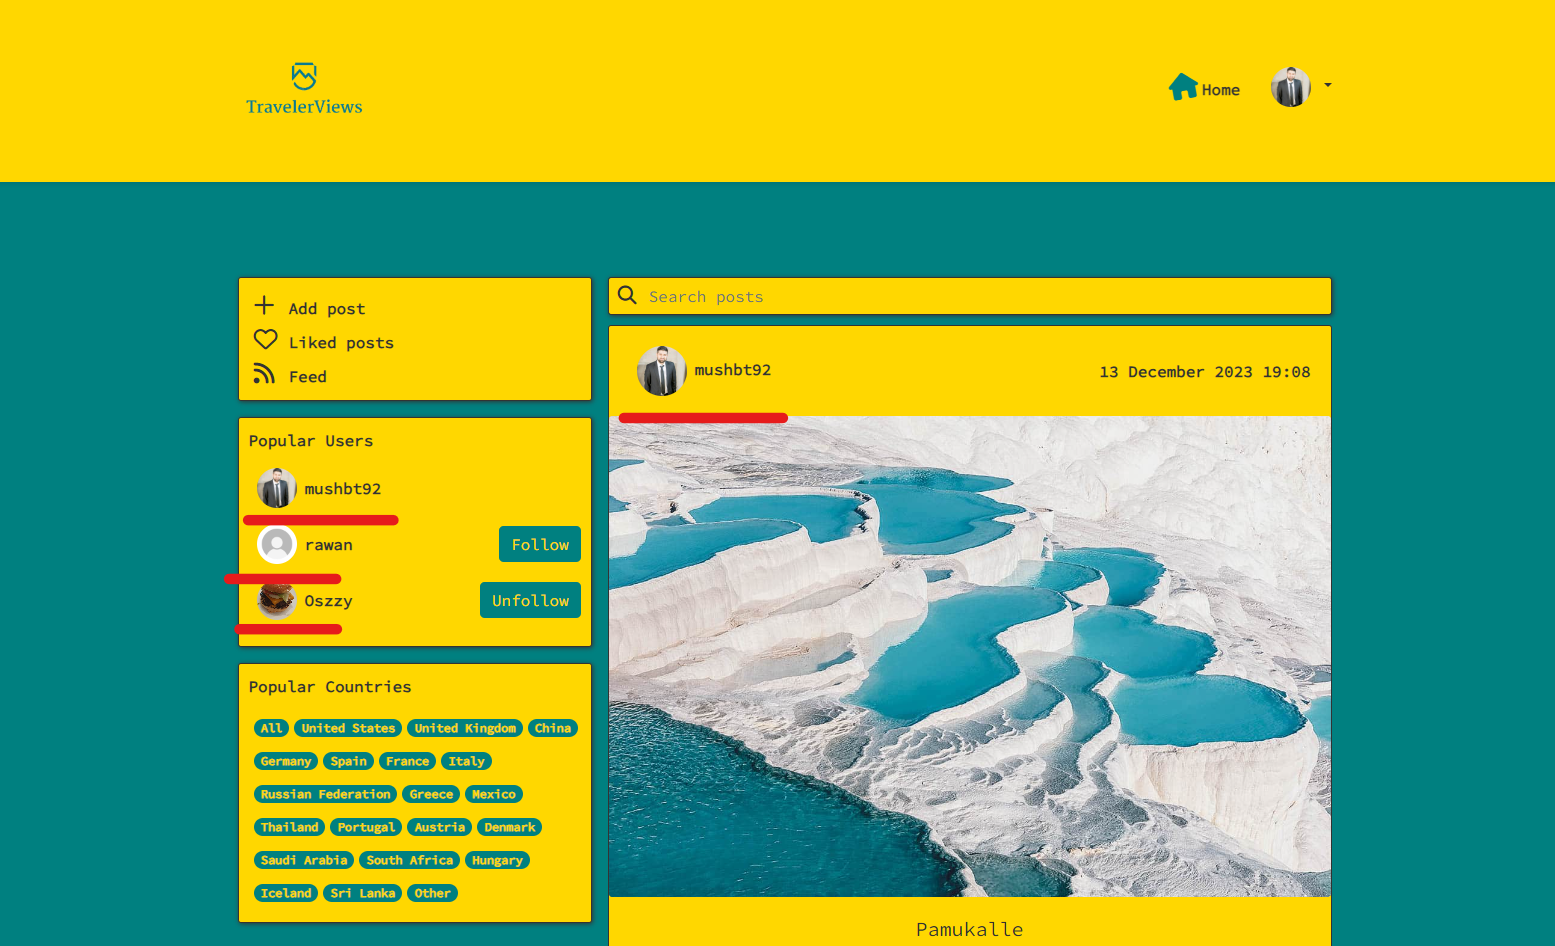 TravelerViews
Home
Add post
Liked posts
Feed
Popular Users
mushbt92
rawan Follow
Oszzy Unfollow
Popular Countries
All United States United Kingdom China
Germany Spain France Italy
Russian Federation Greece Mexico
Thailand Portugal Austria Denmark
Saudi Arabia South Africa Hungary
Iceland Sri Lanka Other
Search posts
mushbt92 13 December 2023 19:08
Pamukalle